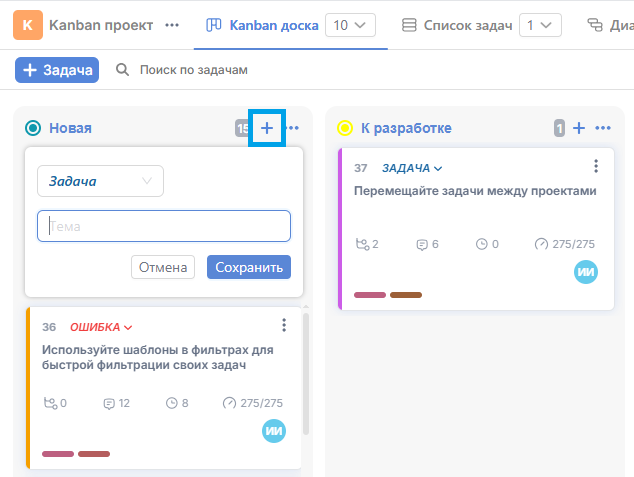 К Kanban проект ••• Kanban доска 10 Список задач 1 Диа
+ Задача Поиск по задачам
Новая 15 + •••
К разработке 1 + •••
Задача
Тема
Отмена Сохранить
36 ОШИБКА
Используйте шаблоны в фильтрах для
быстрой фильтрации своих задач
0 12 8 275/275
ИИ
37 ЗАДАЧА
Перемещайте задачи между проектами
2 6 0 275/275
ИИ